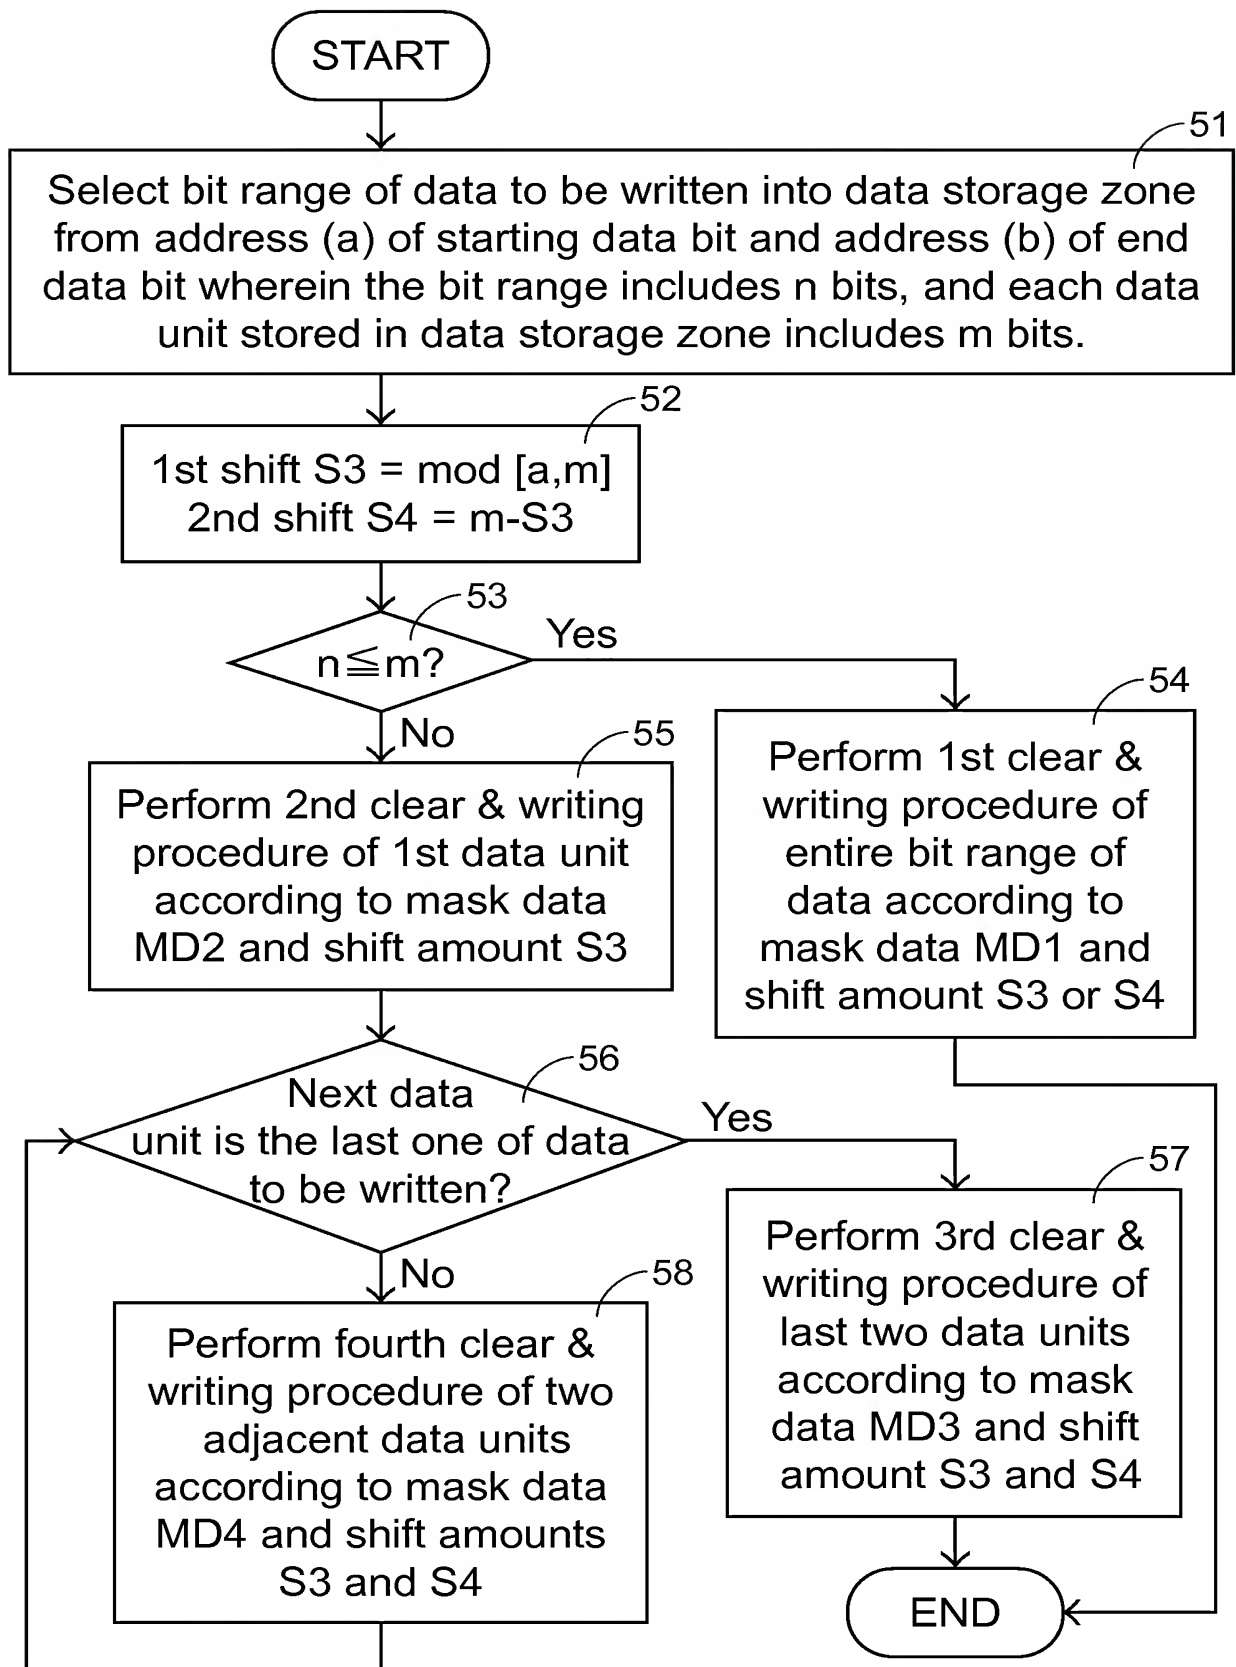 START
51
Select bit range of data to be written into data storage zone
from address (a) of starting data bit and address (b) of end
data bit wherein the bit range includes n bits, and each data
unit stored in data storage zone includes m bits.
52
1st shift S3 = mod [a,m]
2nd shift S4 = m-S3
53
n≦m?
Yes
No
54
Perform 1st clear &
writing procedure of
entire bit range of
data according to
mask data MD1 and
shift amount S3 or S4
55
Perform 2nd clear & writing
procedure of 1st data unit
according to mask data
MD2 and shift amount S3
56
Next data
unit is the last one of data
to be written?
Yes
No
57
Perform 3rd clear &
writing procedure of
last two data units
according to mask
data MD3 and shift
amount S3 and S4
58
Perform fourth clear &
writing procedure of two
adjacent data units
according to mask data
MD4 and shift amounts
S3 and S4
END